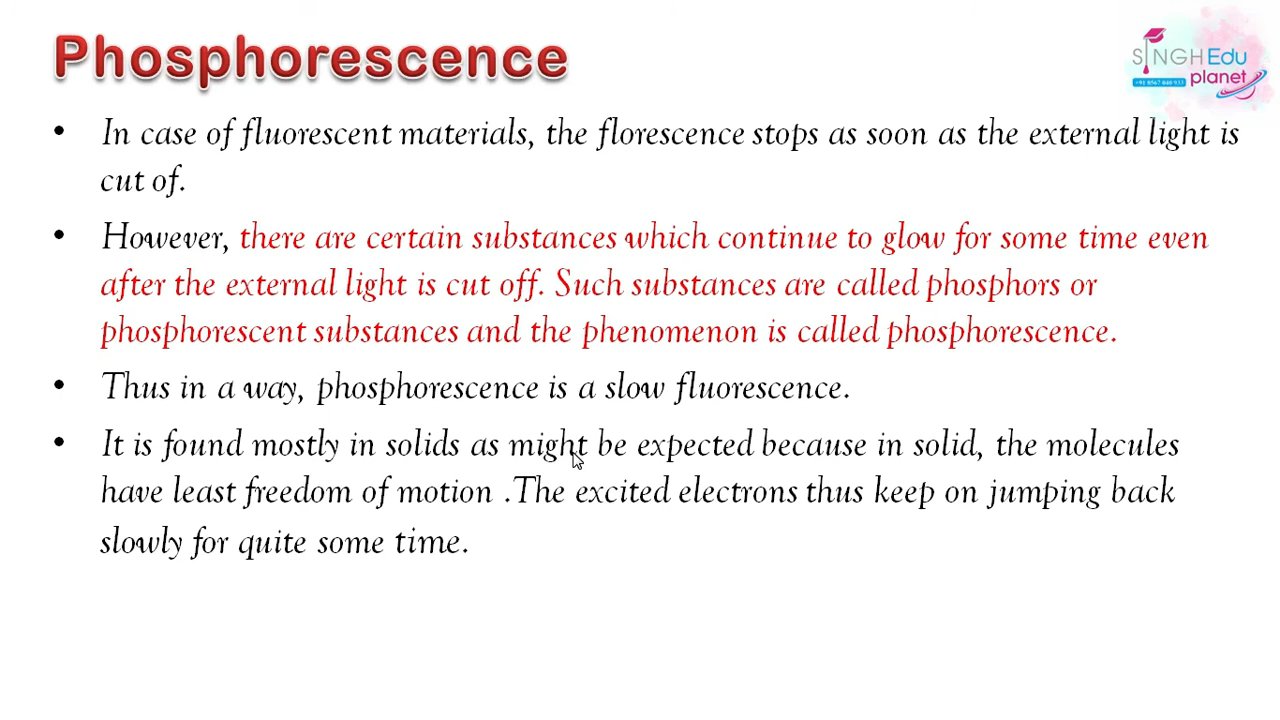 Phosphorescence
SINGH Edu
planet
• In case of fluorescent materials, the florescence stops as soon as the external light is
cut of.
• However, there are certain substances which continue to glow for some time even
after the external light is cut off. Such substances are called phosphors or
phosphorescent substances and the phenomenon is called phosphorescence.
• Thus in a way, phosphorescence is a slow fluorescence.
• It is found mostly in solids as might be expected because in solid, the molecules
have least freedom of motion .The excited electrons thus keep on jumping back
slowly for quite some time.